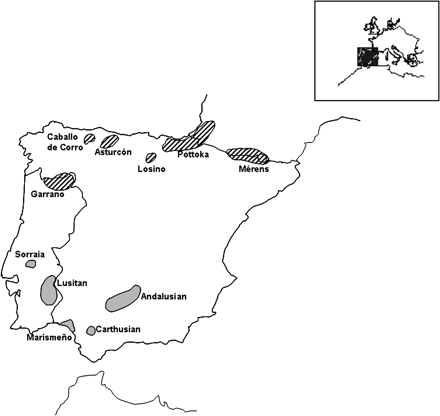 Caballo
de Corro
Asturcón
Losino
Pottoka
Mérens
Garrano
Sorraia
Lusitan
Andalusian
Marismeño
Carthusian